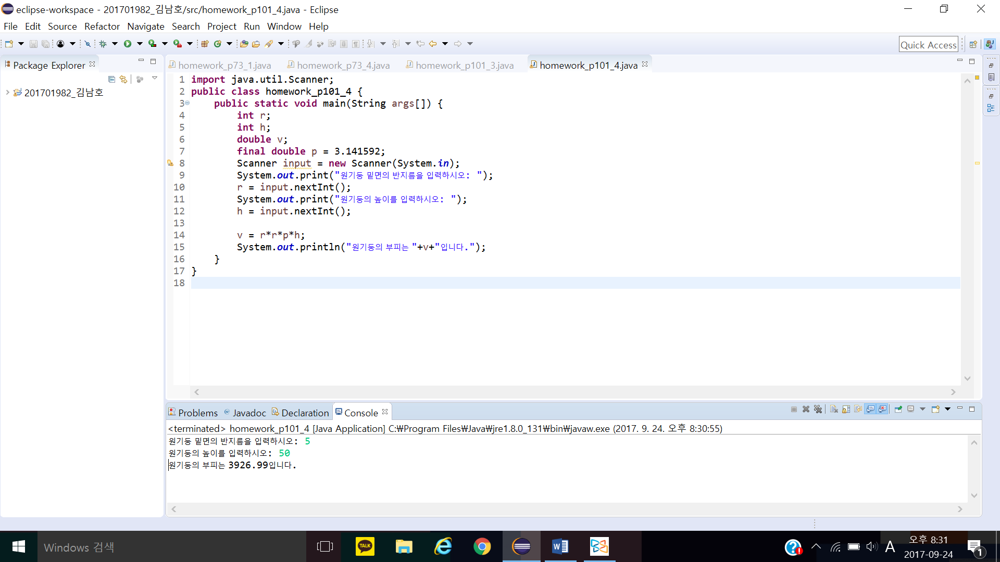 eclipse-workspace - 201701982_김남호/src/homework_p101_4.java - Eclipse
File Edit Source Refactor Navigate Search Project Run Window Help
Quick Access
Package Explorer
homework_p73_1.java homework_p73_4.java homework_p101_3.java homework_p101_4.java
201701982_김남호
1 import java.util.Scanner;
2 public class homework_p101_4 {
3 public static void main(String args[]) {
4 int r;
5 int h;
6 double v;
7 final double p = 3.141592;
8 Scanner input = new Scanner(System.in);
9 System.out.print("원기둥 밑면의 반지름을 입력하시오: ");
10 r = input.nextInt();
11 System.out.print("원기둥의 높이를 입력하시오: ");
12 h = input.nextInt();
13
14 v = r*r*p*h;
15 System.out.println("원기둥의 부피는 "+v+"입니다.");
16 }
17 }
18
Problems @ Javadoc Declaration Console
<terminated> homework_p101_4 [Java Application] C:₩Program Files₩Java₩jre1.8.0_131₩bin₩javaw.exe (2017. 9. 24. 오후 8:30:55)
원기둥 밑면의 반지름을 입력하시오: 5
원기둥의 높이를 입력하시오: 50
원기둥의 부피는 3926.99입니다.
Windows 검색
TALK
A
오후 8:31
2017-09-24
1